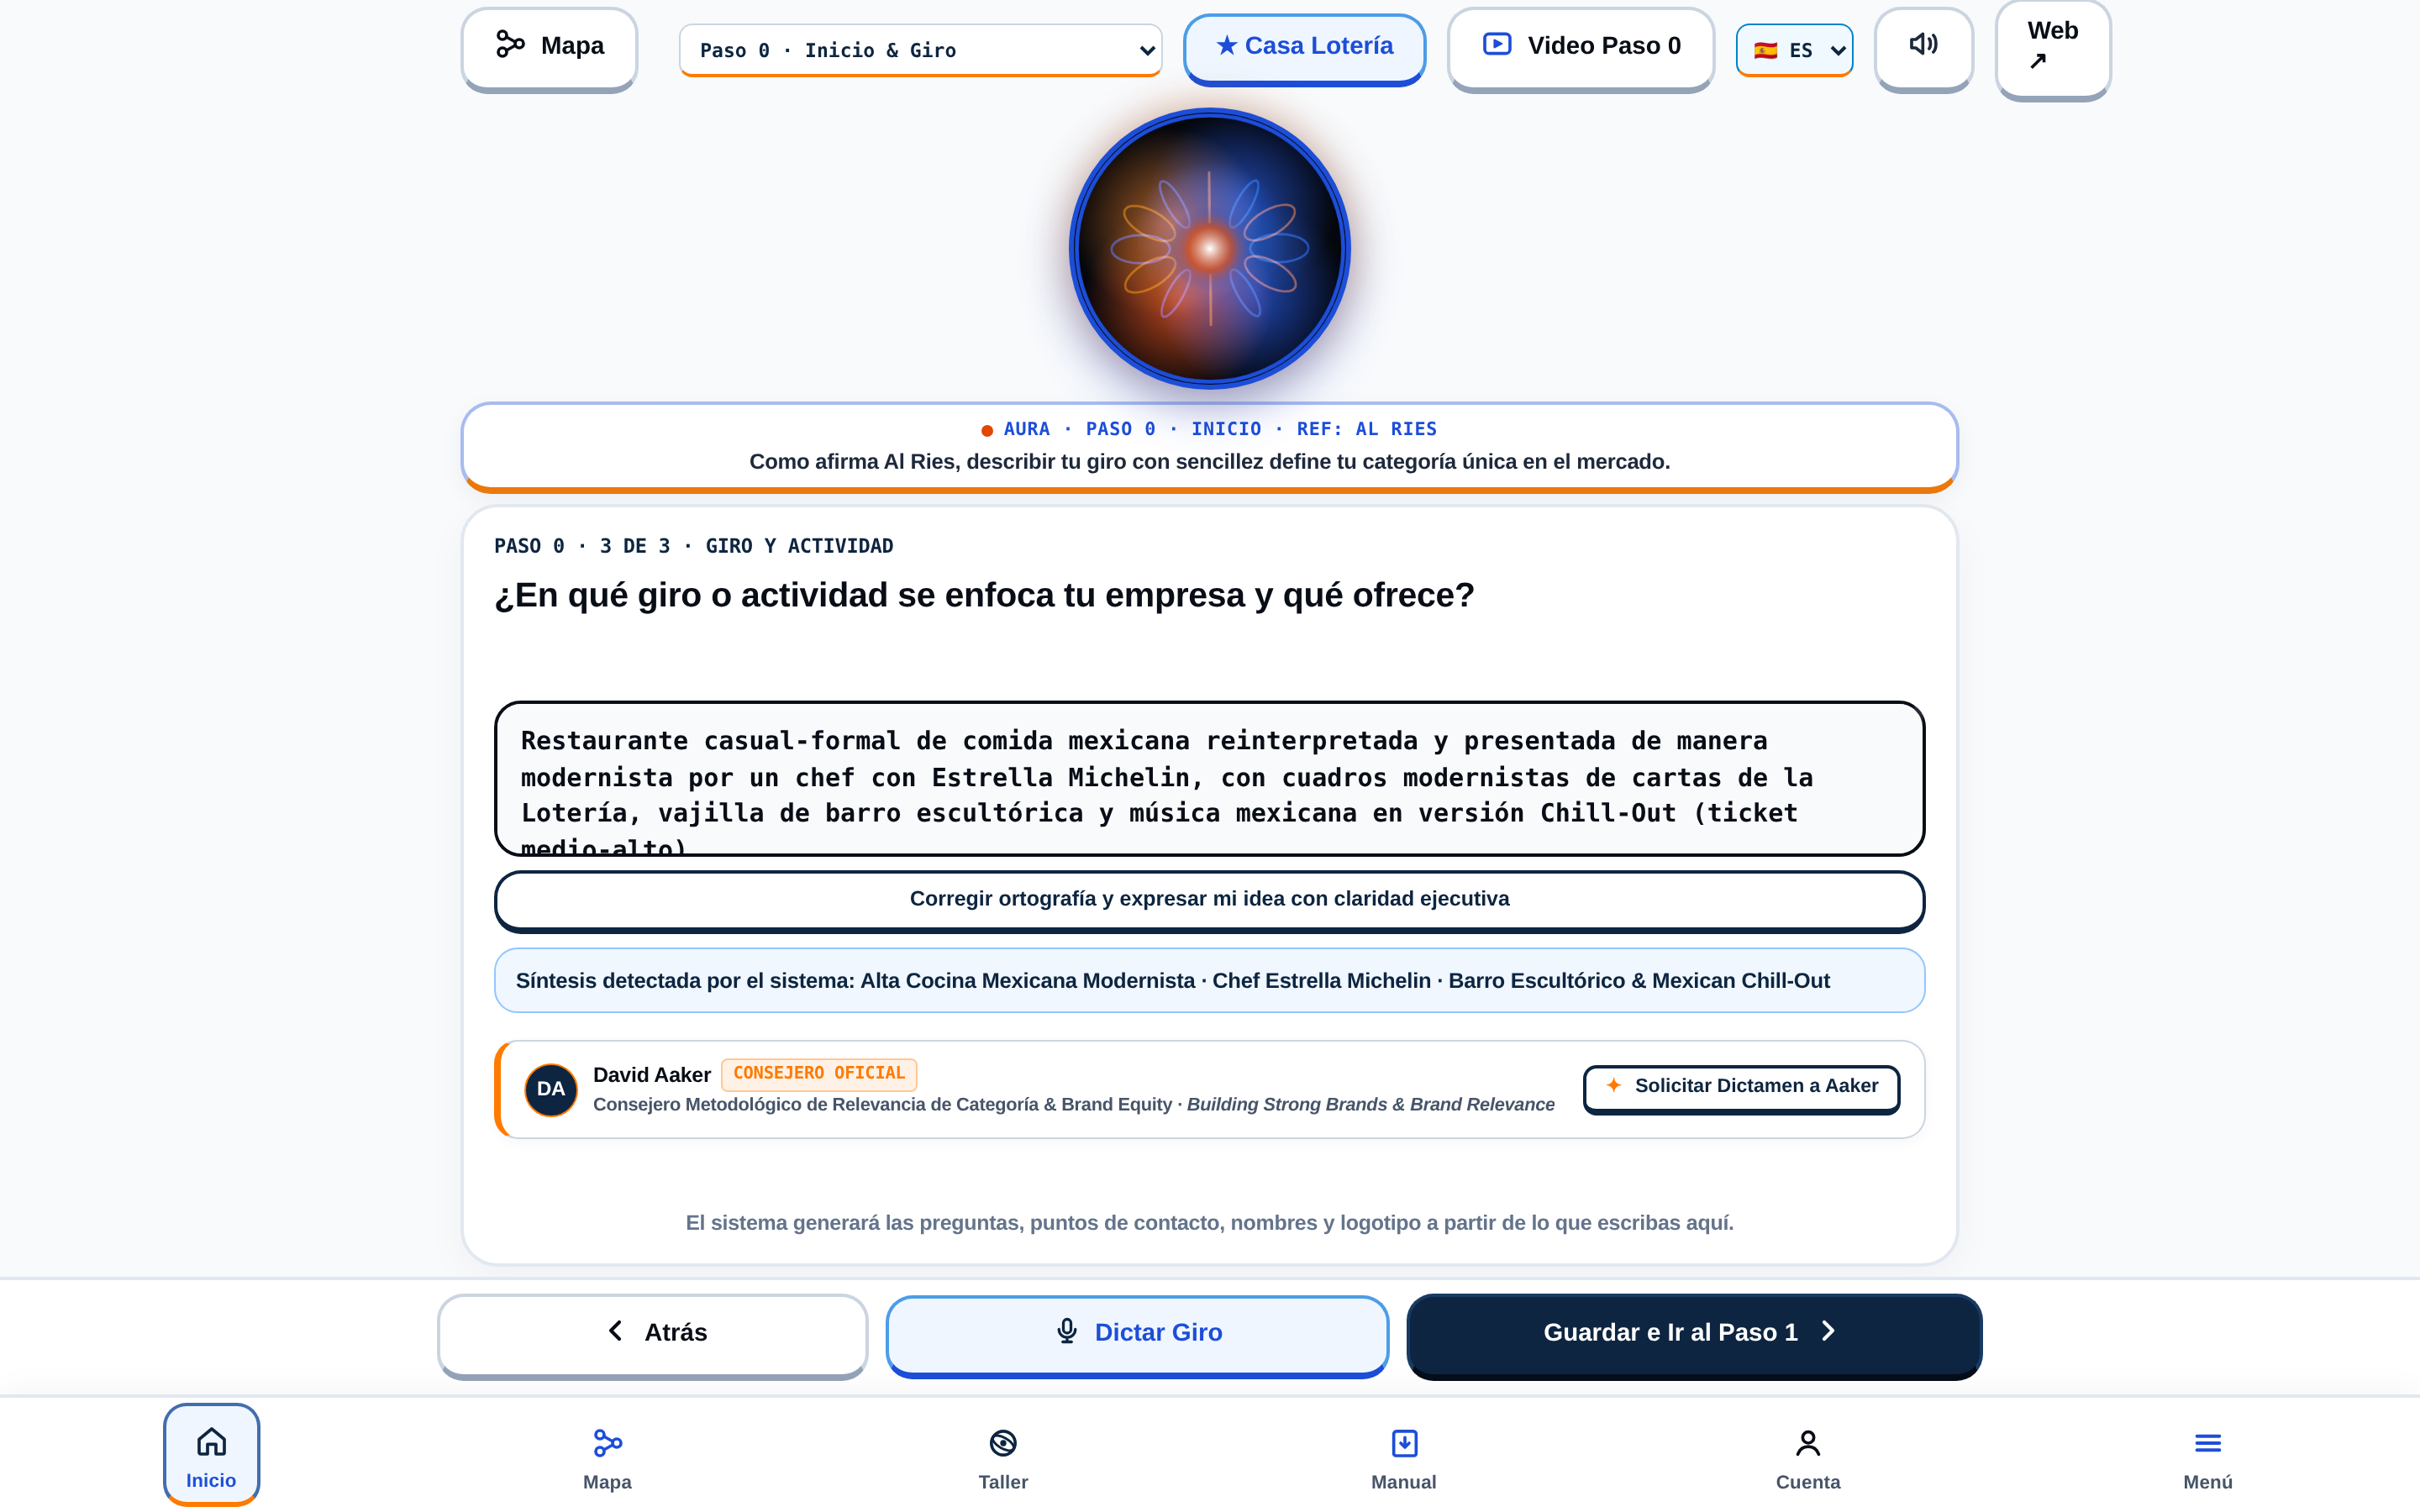 Mapa
Paso 0 · Inicio & Giro
★ Casa Lotería
Video Paso 0
🇪🇸 ES
Web ↗
AURA · PASO 0 · INICIO · REF: AL RIES
Como afirma Al Ries, describir tu giro con sencillez define tu categoría única en el mercado.
PASO 0 · 3 DE 3 · GIRO Y ACTIVIDAD
¿En qué giro o actividad se enfoca tu empresa y qué ofrece?
Restaurante casual-formal de comida mexicana reinterpretada y presentada de manera
modernista por un chef con Estrella Michelin, con cuadros modernistas de cartas de la
Lotería, vajilla de barro escultórica y música mexicana en versión Chill-Out (ticket
medio-alto)
Corregir ortografía y expresar mi idea con claridad ejecutiva
Síntesis detectada por el sistema: Alta Cocina Mexicana Modernista · Chef Estrella Michelin · Barro Escultórico & Mexican Chill-Out
DA
David Aaker CONSEJERO OFICIAL
Consejero Metodológico de Relevancia de Categoría & Brand Equity · Building Strong Brands & Brand Relevance
✦ Solicitar Dictamen a Aaker
El sistema generará las preguntas, puntos de contacto, nombres y logotipo a partir de lo que escribas aquí.
Atrás
Dictar Giro
Guardar e Ir al Paso 1
Inicio
Mapa
Taller
Manual
Cuenta
Menú